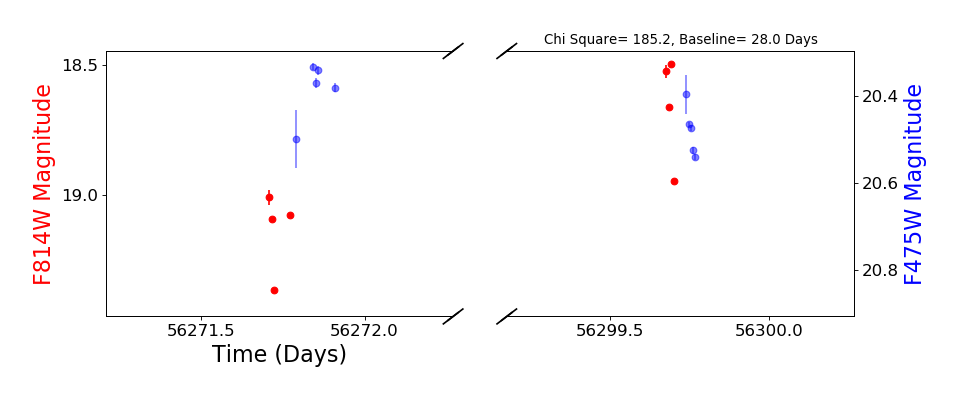 Chi Square= 185.2, Baseline= 28.0 Days
18.5
19.0
F814W Magnitude
20.4
20.6
20.8
F475W Magnitude
56271.5
56272.0
56299.5
56300.0
Time (Days)